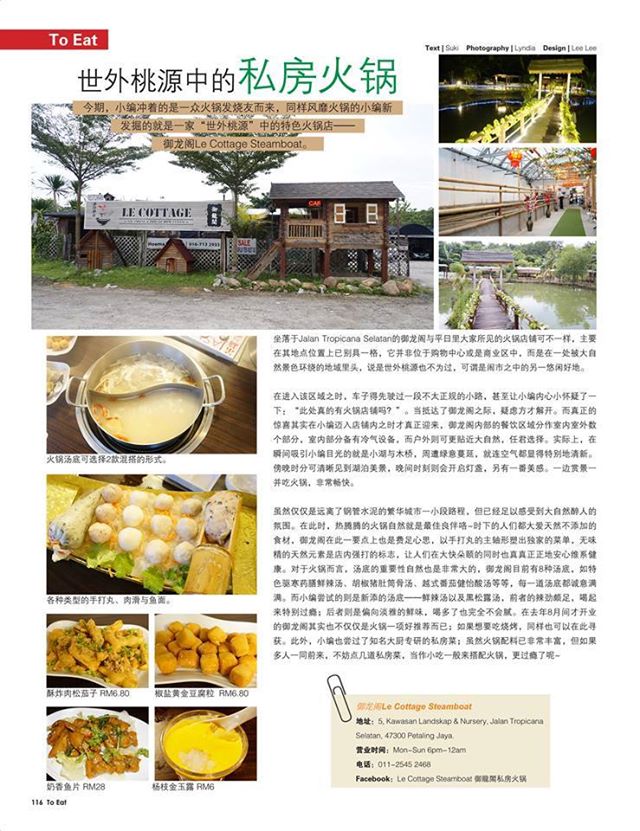 To Eat
Text | Suki Photography | Lyndia Design | Lee Lee
世外桃源中的私房火锅
今期，小编冲着的是一众火锅发烧友而来，同样风靡火锅的小编新
发掘的就是一家“世外桃源”中的特色火锅店——
御龙阁Le Cottage Steamboat。
LE COTTAGE
御龍閣
CAF
SALE
016-713 2933
坐落于Jalan Tropicana Selatan的御龙阁与平日里大家所见的火锅店铺可不一样，主要
在其地点位置上已别具一格，它并非位于购物中心或是商业区中，而是在一处被大自
然景色环绕的地域里头，说是世外桃源也不为过，可谓是闹市之中的另一悠闲好地。
在进入该区域之时，车子得先驶过一段不大正规的小路，甚至让小编内心小怀疑了一
下：“此处真的有火锅店铺吗？”。当抵达了御龙阁之际，疑虑方才解开。而真正的
惊喜其实在小编迈入店铺内之时才真正迎来，御龙阁内部的餐饮区域分作室内室外数
个部分，室内部分备有冷气设备，而户外则可更贴近大自然，任君选择。实际上，在
瞬间吸引小编目光的就是小湖与木桥，周遭绿意蔓延，就连空气都显得特别地清新。
傍晚时分可清晰见到湖泊美景，晚间时刻则会开启灯盏，另有一番美感。一边赏景一
并吃火锅，非常畅快。
虽然仅仅是远离了钢管水泥的繁华城市一小段路程，但已经足以感受到大自然醉人的
氛围。在此时，热腾腾的火锅自然就是最佳良伴咯~时下的人们都大爱天然不添加的
食材，御龙阁在此一要点上也是费足心思，以手打丸的主轴形塑出独家的菜单，无味
精的天然元素是店内强打的标志，让人们在大快朵颐的同时也真真正正地安心维系健
康。对于火锅而言，汤底的重要性自然也是非常大的，御龙阁目前有8种汤底，如特
色驱寒药膳鲜辣汤、胡椒猪肚筒骨汤、越式番茄健怡酸汤等等，每一道汤底都诚意满
满。而小编尝试的则是新添的汤底——鲜辣汤以及黑松露汤，前者的辣劲颇足，喝起
来特别过瘾；后者则是偏向淡雅的鲜味，喝多了也完全不会腻。在去年8月间才开业
的御龙阁其实也不仅仅是火锅一项好推荐而已；如果想要吃烧烤，同样也可以在此寻
获。此外，小编也尝过了知名大厨专研的私房菜；虽然火锅配料已非常丰富，但如果
多人一同前来，不妨点几道私房菜，当作小吃一般来搭配火锅，更过瘾了呢~
火锅汤底可选择2款混搭的形式。
各种类型的手打丸、肉滑与鱼面。
酥炸肉松茄子 RM6.80
椒盐黄金豆腐粒 RM6.80
奶香鱼片 RM28
杨枝金玉露 RM6
御龙阁Le Cottage Steamboat
地址：5, Kawasan Landskap & Nursery, Jalan Tropicana
Selatan, 47300 Petaling Jaya.
营业时间：Mon-Sun 6pm-12am
电话：011-2545 2468
Facebook：Le Cottage Steamboat 御龍閣私房火锅
116 To Eat